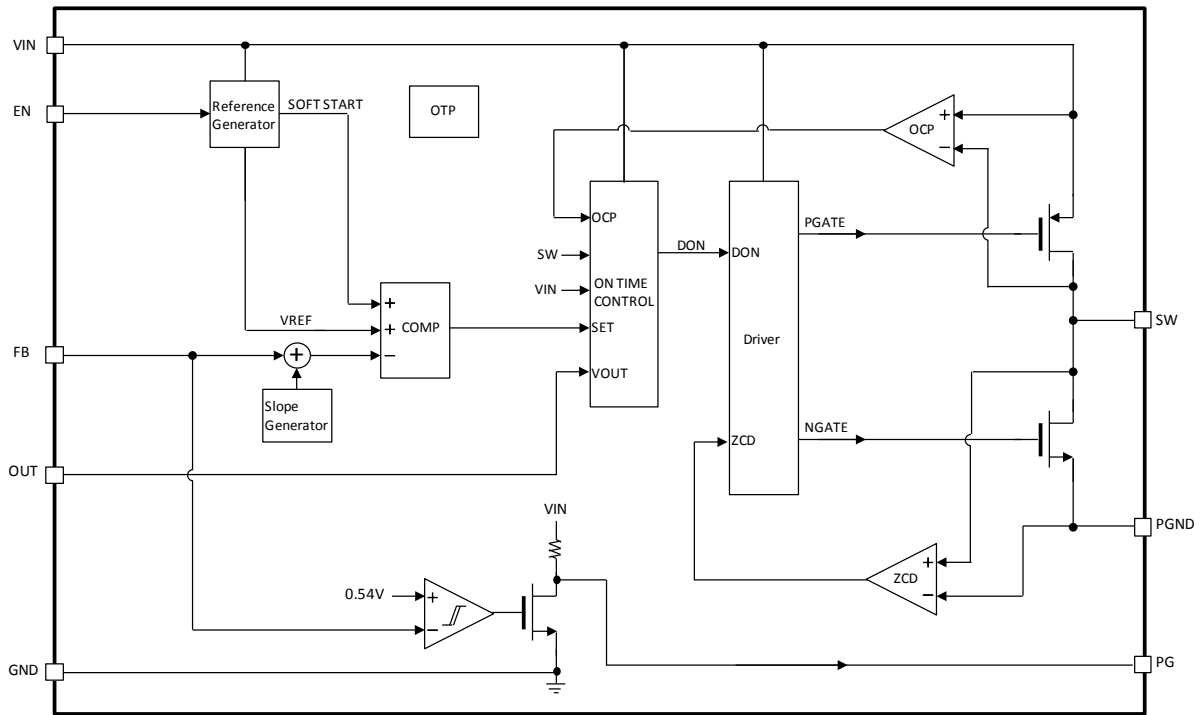 VIN
EN
FB
OUT
GND
Reference
Generator
SOFT START
OTP
VREF
+
+
−
COMP
+
Slope
Generator
OCP
SW
VIN
ON TIME
CONTROL
SET
VOUT
DON
DON
Driver
ZCD
PGATE
NGATE
+
−
OCP
+
−
ZCD
VIN
0.54V
+
−
SW
PGND
PG